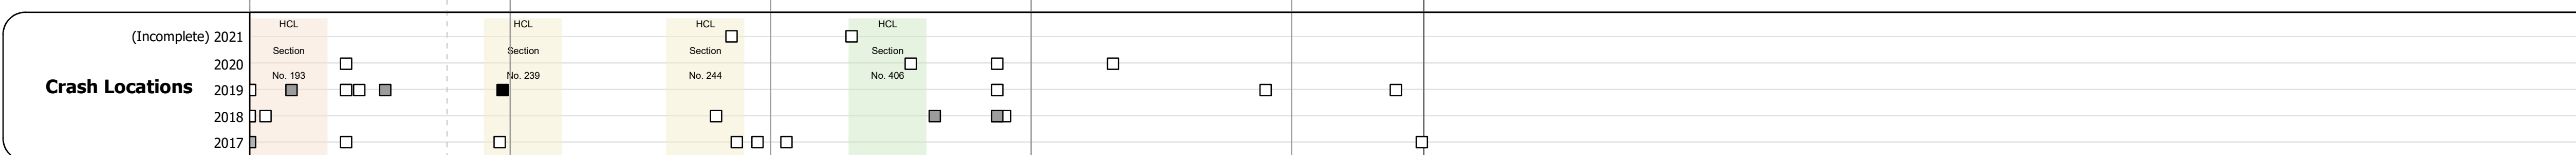 HCL HCL HCL HCL
(Incomplete) 2021
Section Section Section Section
2020
No. 193 No. 239 No. 244 No. 406
Crash Locations
2019
2018
2017